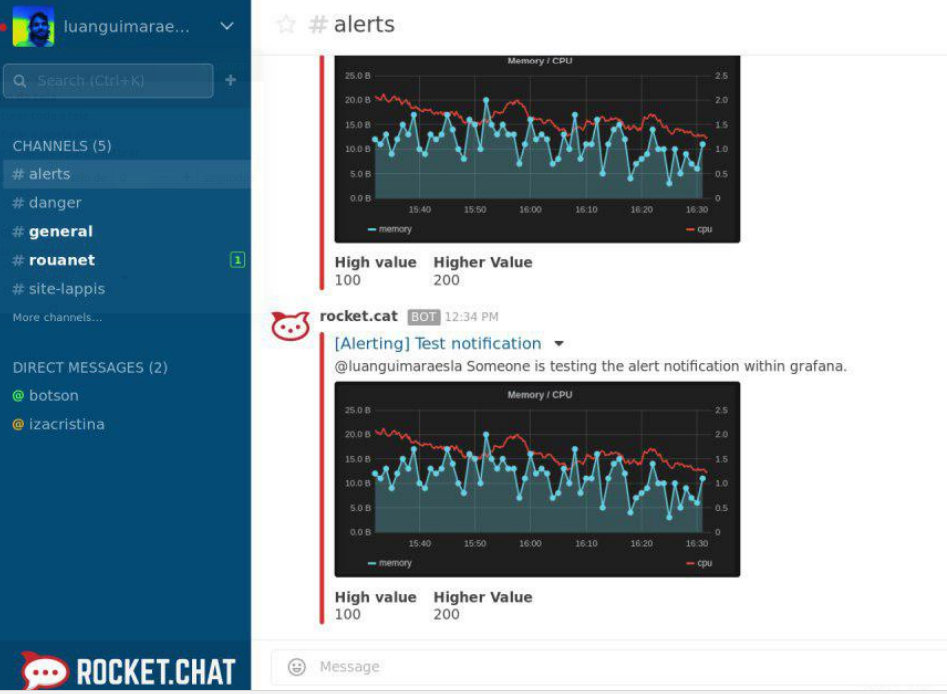 luanguimarae...
Search (Ctrl+K)
CHANNELS (5)
# alerts
# danger
# general
# rouanet 1
# site-lappis
More channels...
DIRECT MESSAGES (2)
@ botson
@ izacristina
ROCKET.CHAT
# alerts
Memory / CPU
25.0 B 2.5
20.0 B 2.0
15.0 B 1.5
10.0 B 1.0
5.0 B 0.5
0.0 B 0
15:40 15:50 16:00 16:10 16:20 16:30
memory cpu
High value Higher Value
100 200
rocket.cat BOT 12:34 PM
[Alerting] Test notification
@luanguimaraesla Someone is testing the alert notification within grafana.
Memory / CPU
25.0 B 2.5
20.0 B 2.0
15.0 B 1.5
10.0 B 1.0
5.0 B 0.5
0.0 B 0
15:40 15:50 16:00 16:10 16:20 16:30
memory cpu
High value Higher Value
100 200
Message